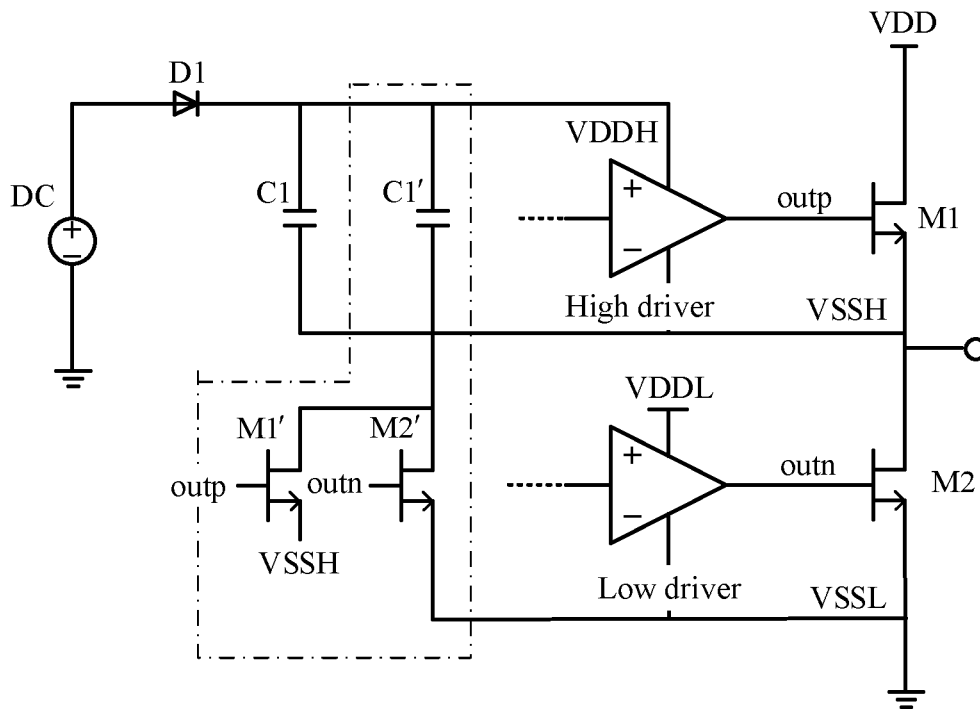 VDD
D1
VDDH
DC
+
−
C1
C1′
+
−
outp
M1
High driver
VSSH
VDDL
M1′
M2′
outp
outn
+
−
outn
M2
VSSH
Low driver
VSSL